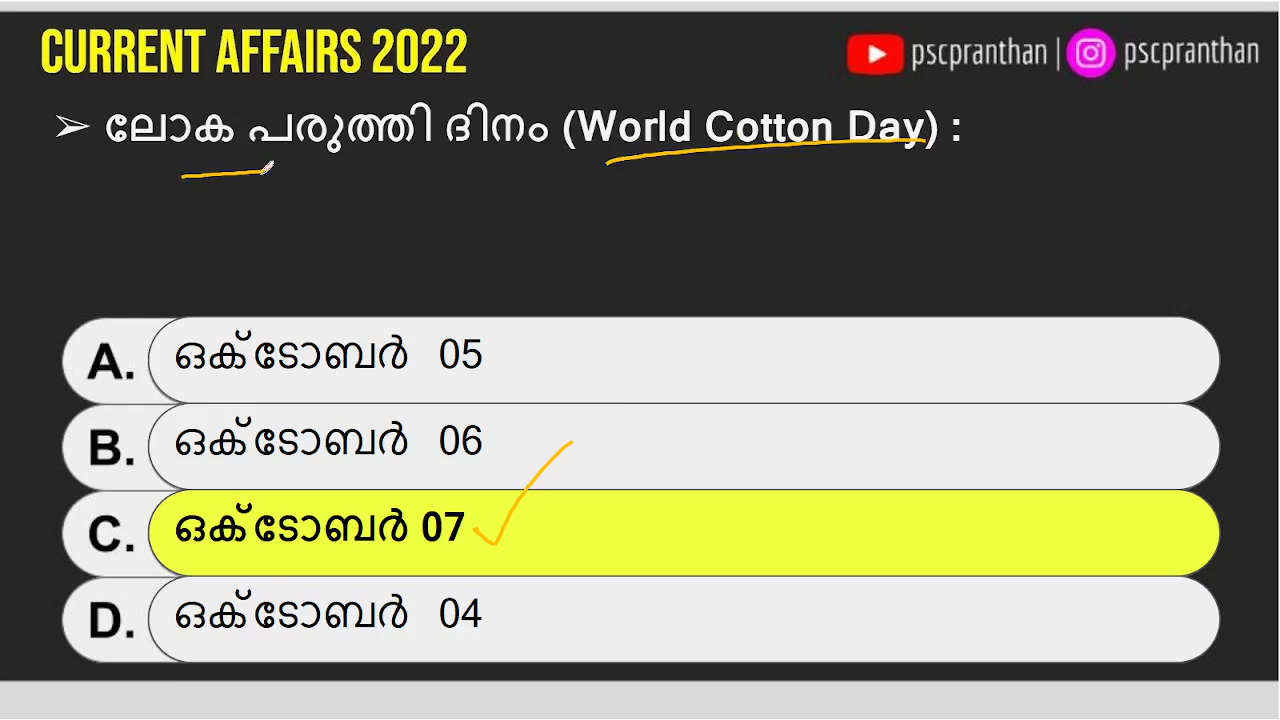 CURRENT AFFAIRS 2022
pscpranthan | pscpranthan
➢ ലോക പരുത്തി ദിനം (World Cotton Day) :
A. ഒക്ടോബർ 05
B. ഒക്ടോബർ 06
C. ഒക്ടോബർ 07
D. ഒക്ടോബർ 04